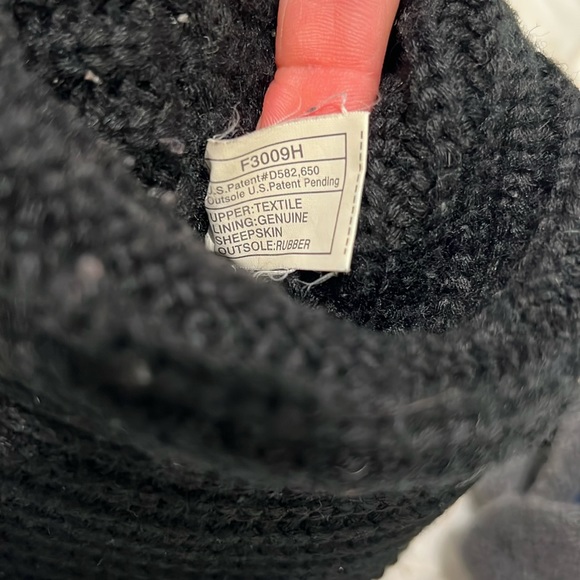 F3009H
U.S.Patent#D582,650
Outsole U.S.Patent Pending
UPPER:TEXTILE
LINING:GENUINE
SHEEPSKIN
OUTSOLE:RUBBER